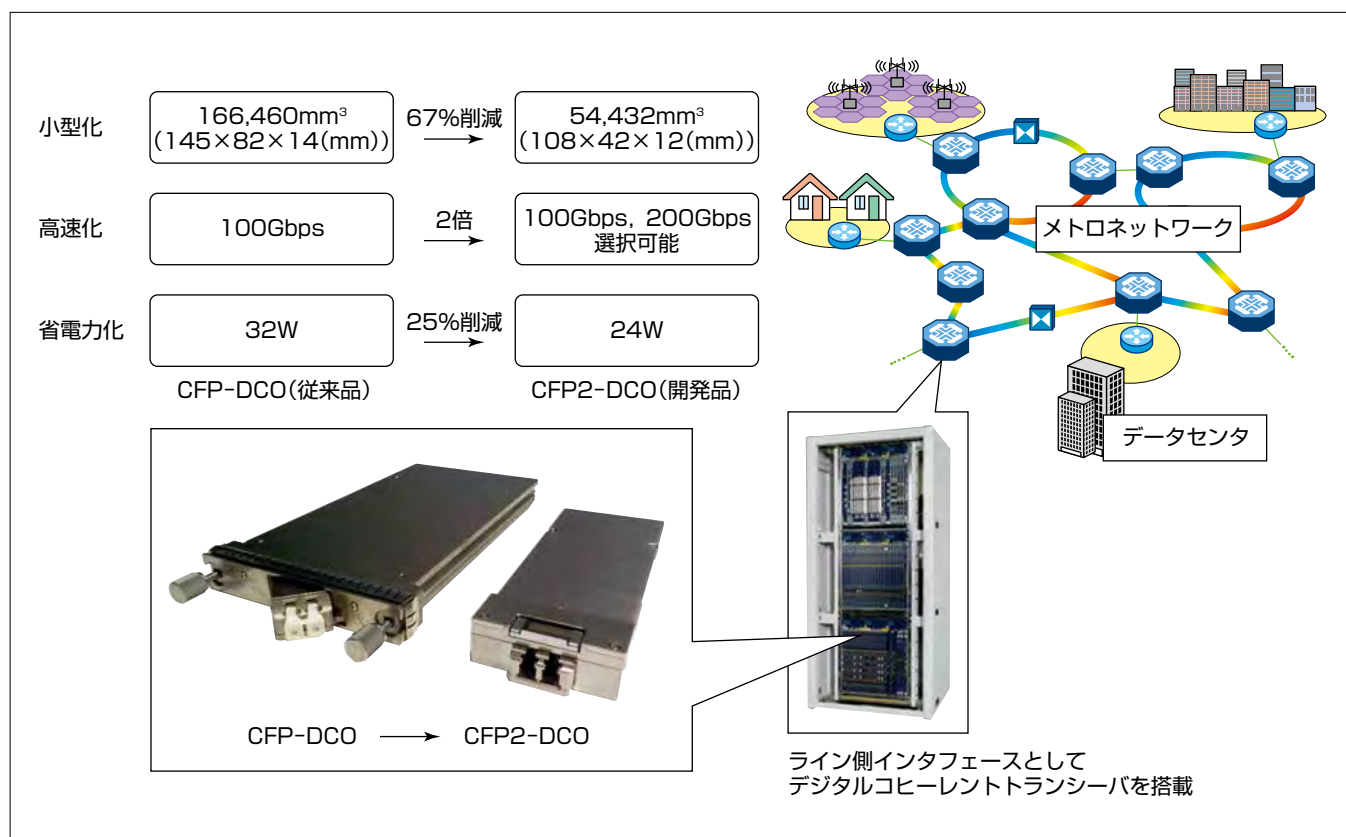 小型化
166,460mm³
(145×82×14(mm))
67%削減
54,432mm³
(108×42×12(mm))
高速化
100Gbps
2倍
100Gbps, 200Gbps
選択可能
省電力化
32W
25%削減
24W
CFP-DCO(従来品)
CFP2-DCO(開発品)
メトロネットワーク
データセンタ
CFP-DCO
CFP2-DCO
ライン側インタフェースとして
デジタルコヒーレントトランシーバを搭載